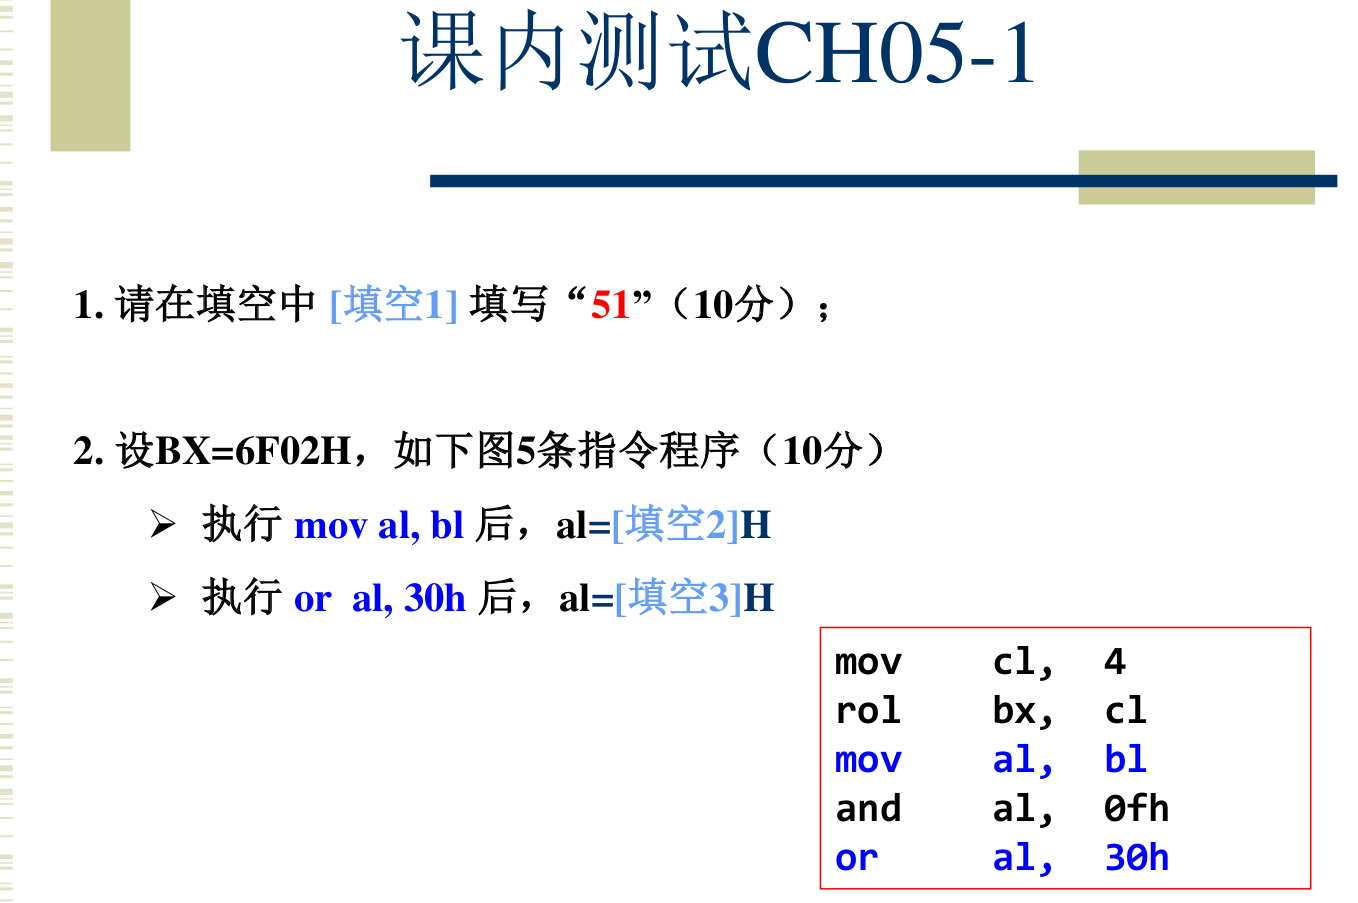 课内测试CH05-1
1. 请在填空中 [填空1] 填写“51”（10分）；
2. 设BX=6F02H，如下图5条指令程序（10分）
➢ 执行 mov al, bl 后，al=[填空2]H
➢ 执行 or al, 30h 后，al=[填空3]H
mov cl, 4
rol bx, cl
mov al, bl
and al, 0fh
or al, 30h